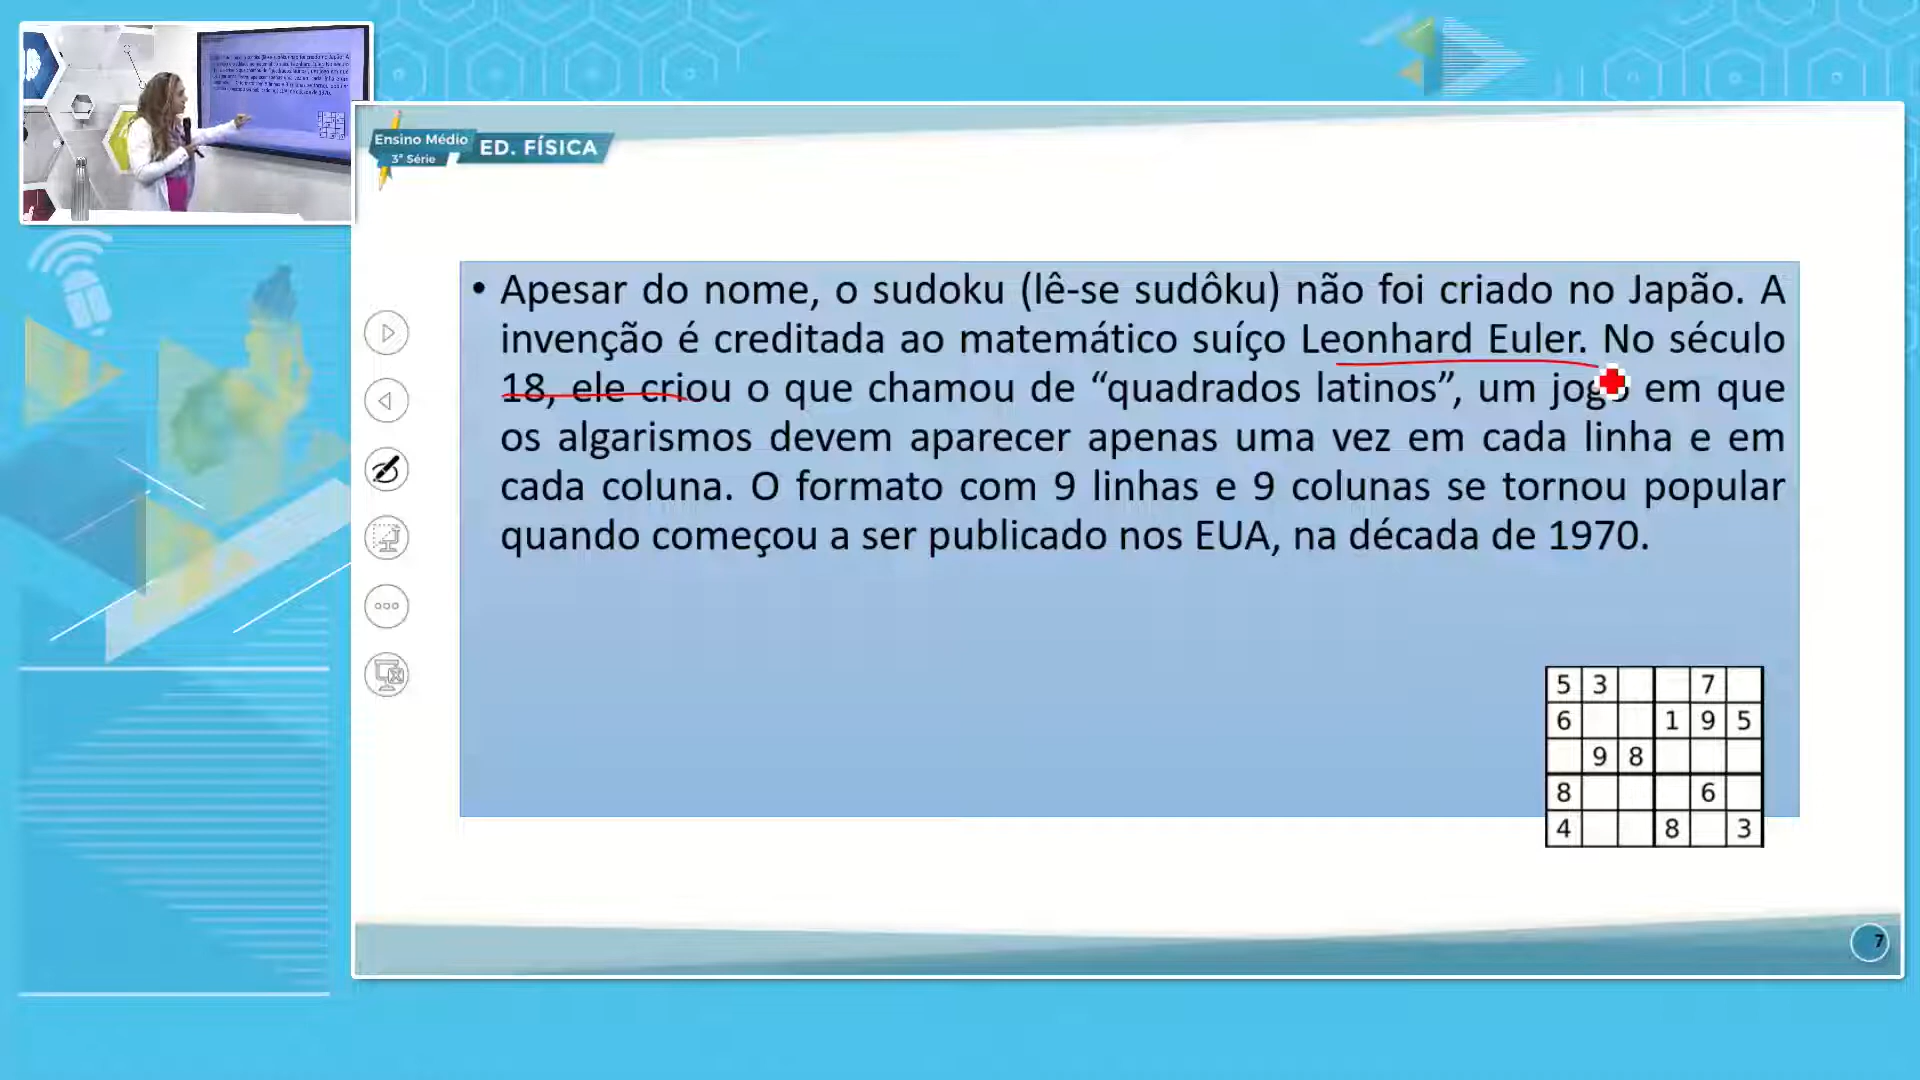 Ensino Médio
3ª Série
ED. FÍSICA
• Apesar do nome, o sudoku (lê-se sudôku) não foi criado no Japão. A
invenção é creditada ao matemático suíço Leonhard Euler. No século
18, ele criou o que chamou de “quadrados latinos”, um jogo em que
os algarismos devem aparecer apenas uma vez em cada linha e em
cada coluna. O formato com 9 linhas e 9 colunas se tornou popular
quando começou a ser publicado nos EUA, na década de 1970.
5 3 7
6 1 9 5
9 8
8 6
4 8 3
7